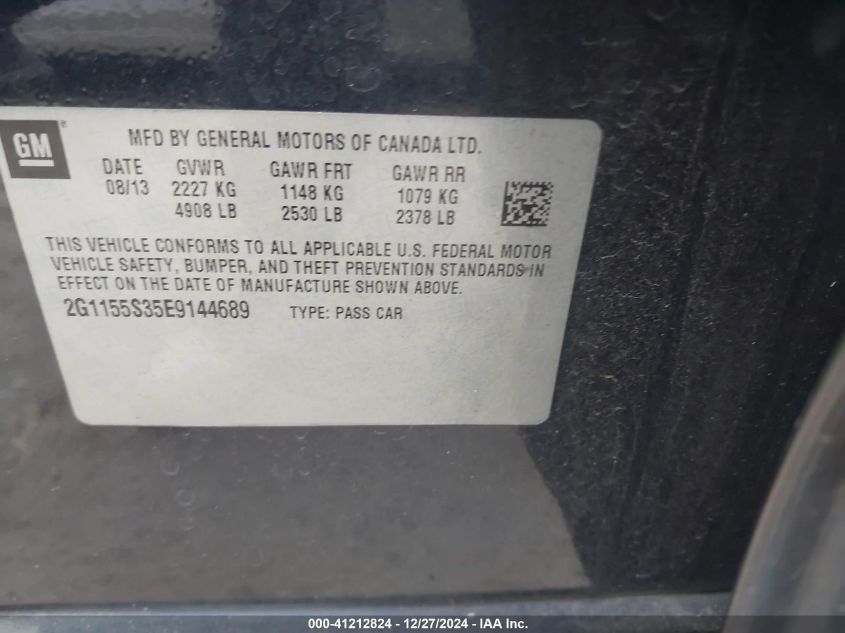 GM
MFD BY GENERAL MOTORS OF CANADA LTD.
DATE GVWR GAWR FRT GAWR RR
08/13 2227 KG 1148 KG 1079 KG
4908 LB 2530 LB 2378 LB
THIS VEHICLE CONFORMS TO ALL APPLICABLE U.S. FEDERAL MOTOR
VEHICLE SAFETY, BUMPER, AND THEFT PREVENTION STANDARDS IN
EFFECT ON THE DATE OF MANUFACTURE SHOWN ABOVE.
2G1155S35E9144689 TYPE: PASS CAR
000-41212824 - 12/27/2024 - IAA Inc.